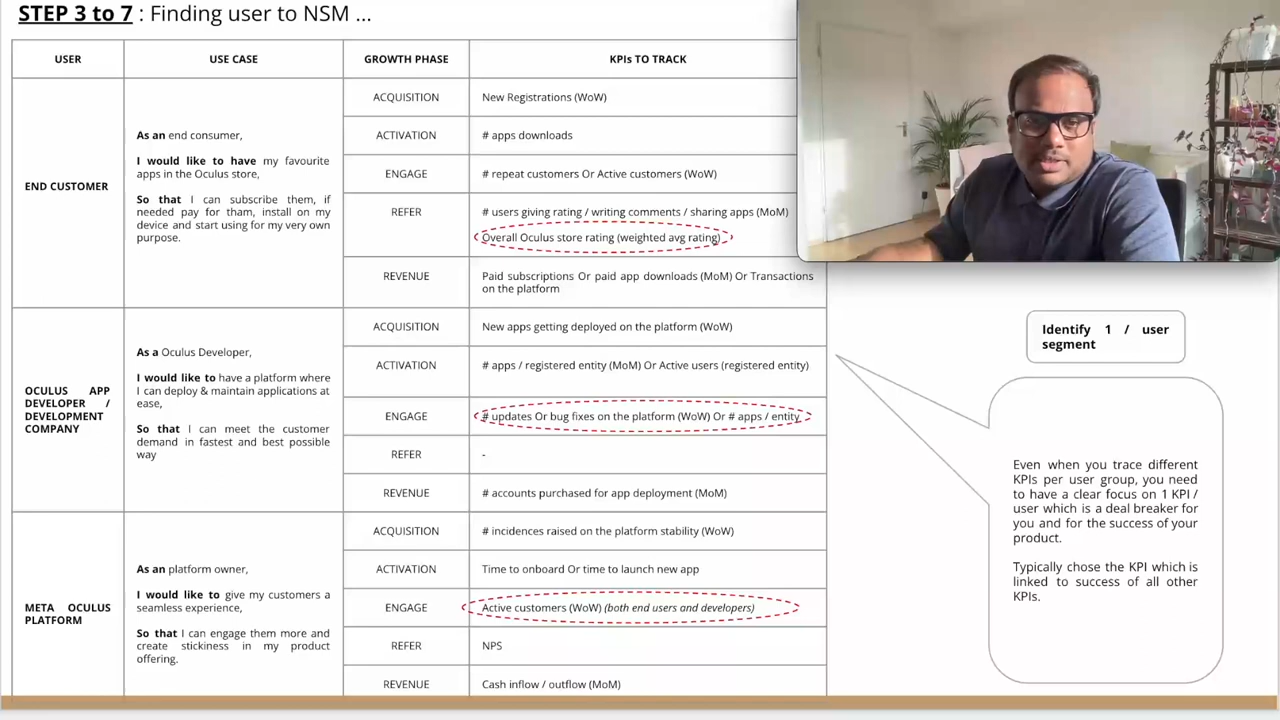 STEP 3 to 7 : Finding user to NSM ...
USER
USE CASE
GROWTH PHASE
KPIs TO TRACK
END CUSTOMER
As an end consumer,
I would like to have my favourite
apps in the Oculus store,
So that I can subscribe them, if
needed pay for tham, install on my
device and start using for my very own
purpose.
ACQUISITION
New Registrations (WoW)
ACTIVATION
# apps downloads
ENGAGE
# repeat customers Or Active customers (WoW)
REFER
# users giving rating / writing comments / sharing apps (MoM)
Overall Oculus store rating (weighted avg rating)
REVENUE
Paid subscriptions Or paid app downloads (MoM) Or Transactions
on the platform
OCULUS APP
DEVELOPER /
DEVELOPMENT
COMPANY
As a Oculus Developer,
I would like to have a platform where
I can deploy & maintain applications at
ease,
So that I can meet the customer
demand in fastest and best possible
way
ACQUISITION
New apps getting deployed on the platform (WoW)
ACTIVATION
# apps / registered entity (MoM) Or Active users (registered entity)
ENGAGE
# updates Or bug fixes on the platform (WoW) Or # apps / entity
REFER
-
REVENUE
# accounts purchased for app deployment (MoM)
META OCULUS
PLATFORM
As an platform owner,
I would like to give my customers a
seamless experience,
So that I can engage them more and
create stickiness in my product
offering.
ACQUISITION
# incidences raised on the platform stability (WoW)
ACTIVATION
Time to onboard Or time to launch new app
ENGAGE
Active customers (WoW) (both end users and developers)
REFER
NPS
REVENUE
Cash inflow / outflow (MoM)
Identify 1 / user
segment
Even when you trace different
KPIs per user group, you need
to have a clear focus on 1 KPI /
user which is a deal breaker for
you and for the success of your
product.
Typically chose the KPI which is
linked to success of all other
KPIs.